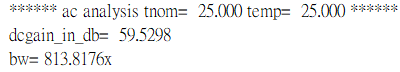 ****** ac analysis tnom=  25.000 temp=  25.000 ******
dcgain_in_db=  59.5298
bw= 813.8176x